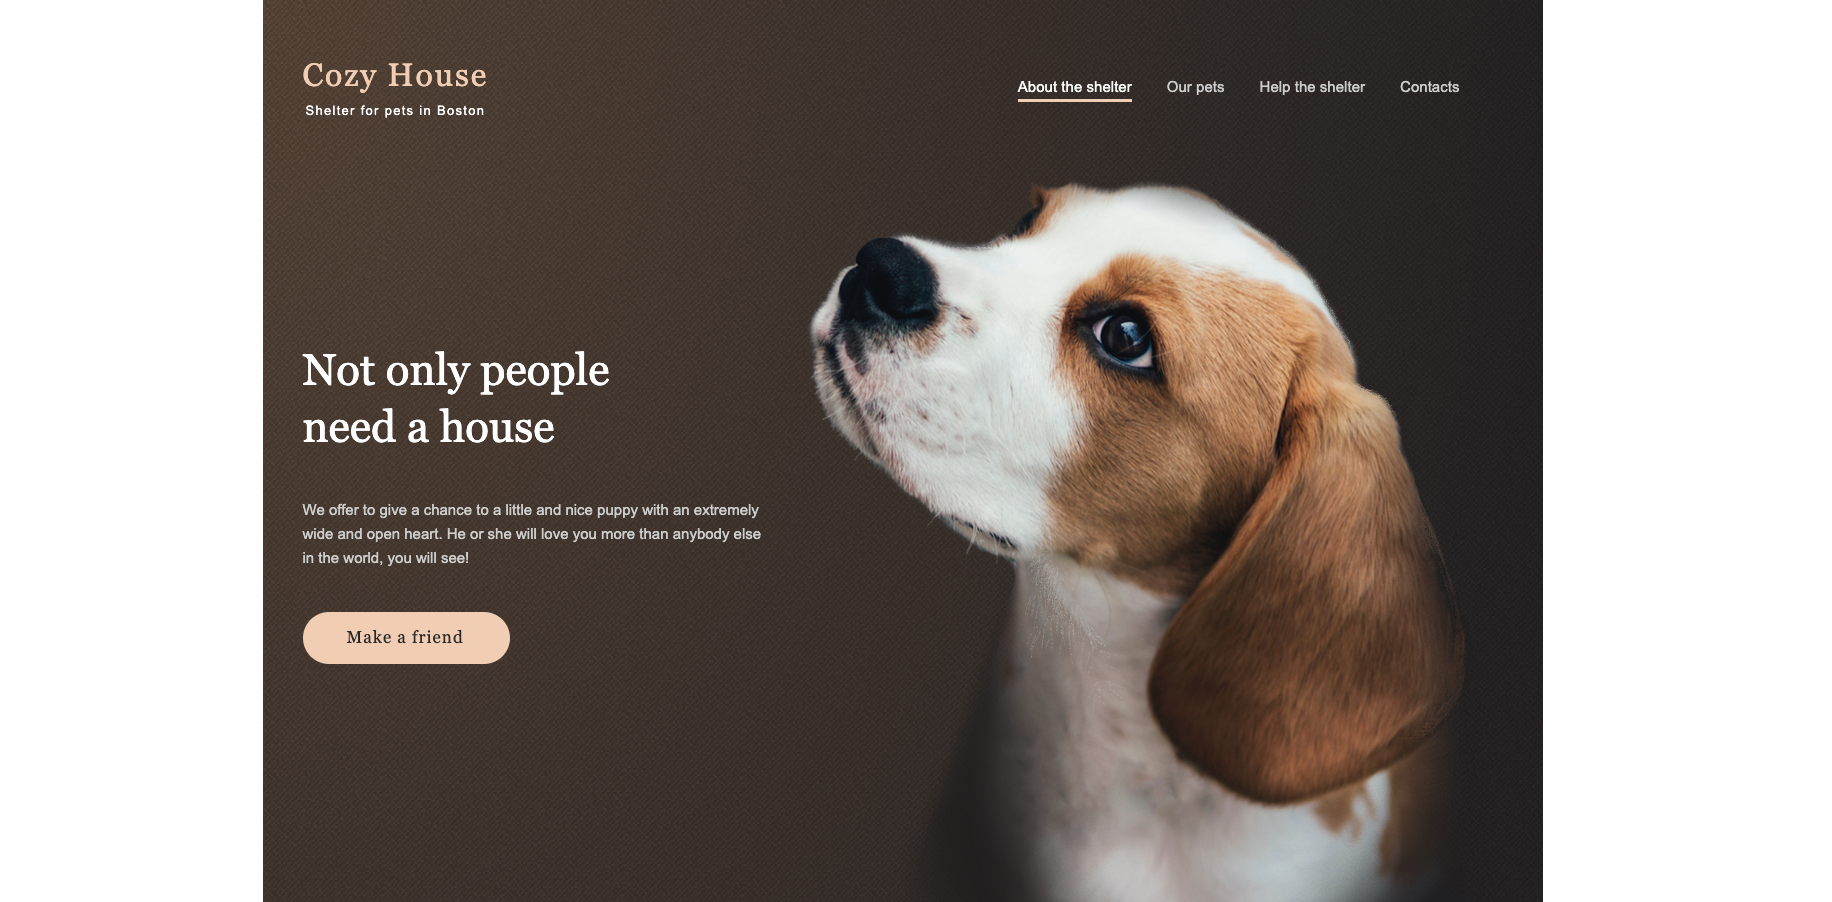 Cozy House
Shelter for pets in Boston
About the shelter
Our pets
Help the shelter
Contacts
Not only people
need a house
We offer to give a chance to a little and nice puppy with an extremely
wide and open heart. He or she will love you more than anybody else
in the world, you will see!
Make a friend